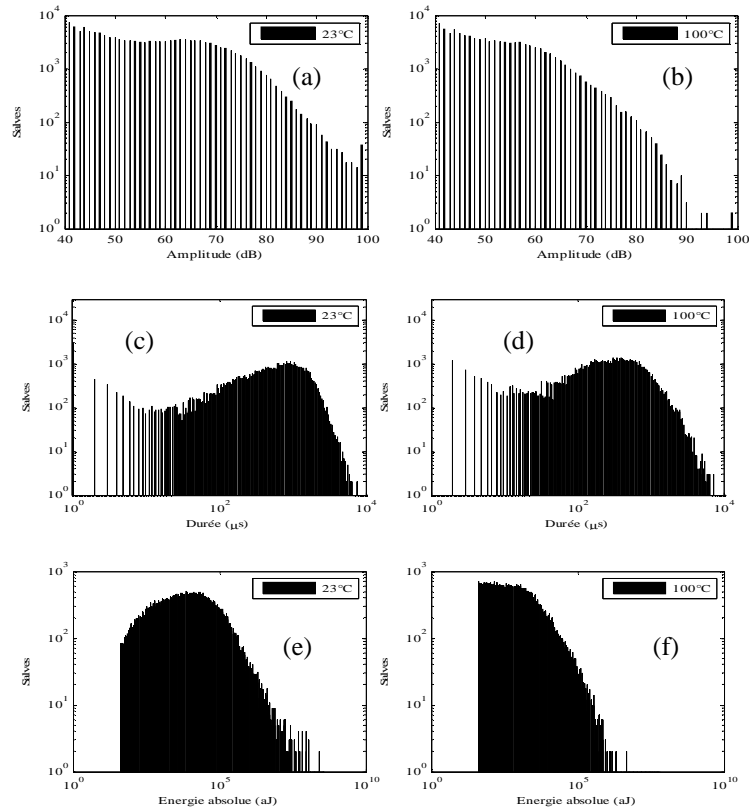 10^4
10^3
10^2
10^1
10^0
Salves
23°C
(a)
40 50 60 70 80 90 100
Amplitude (dB)
10^4
10^3
10^2
10^1
10^0
Salves
100°C
(b)
40 50 60 70 80 90 100
Amplitude (dB)
10^4
10^3
10^2
10^1
10^0
Salves
23°C
(c)
10^0 10^2 10^4
Durée (μs)
10^4
10^3
10^2
10^1
10^0
Salves
100°C
(d)
10^0 10^2 10^4
Durée (μs)
10^3
10^2
10^1
10^0
Salves
23°C
(e)
10^0 10^5 10^10
Energie absolue (aJ)
10^3
10^2
10^1
10^0
Salves
100°C
(f)
10^0 10^5 10^10
Energie absolue (aJ)